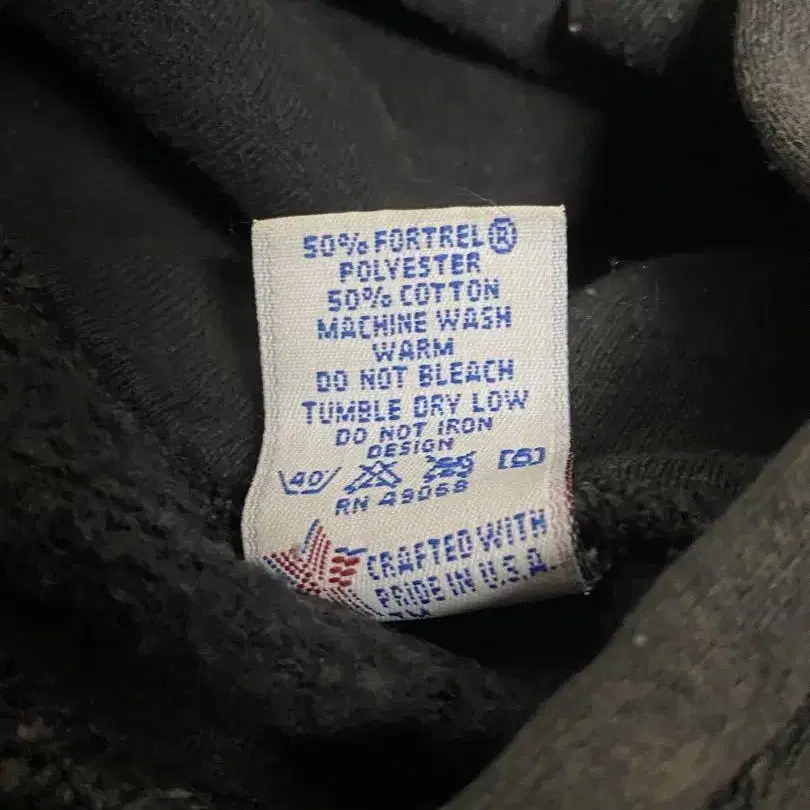 50% FORTREL®
POLYESTER
50% COTTON
MACHINE WASH
WARM
DO NOT BLEACH
TUMBLE DRY LOW
DO NOT IRON
DESIGN
40
RN 49068
CRAFTED WITH
PRIDE IN U.S.A.